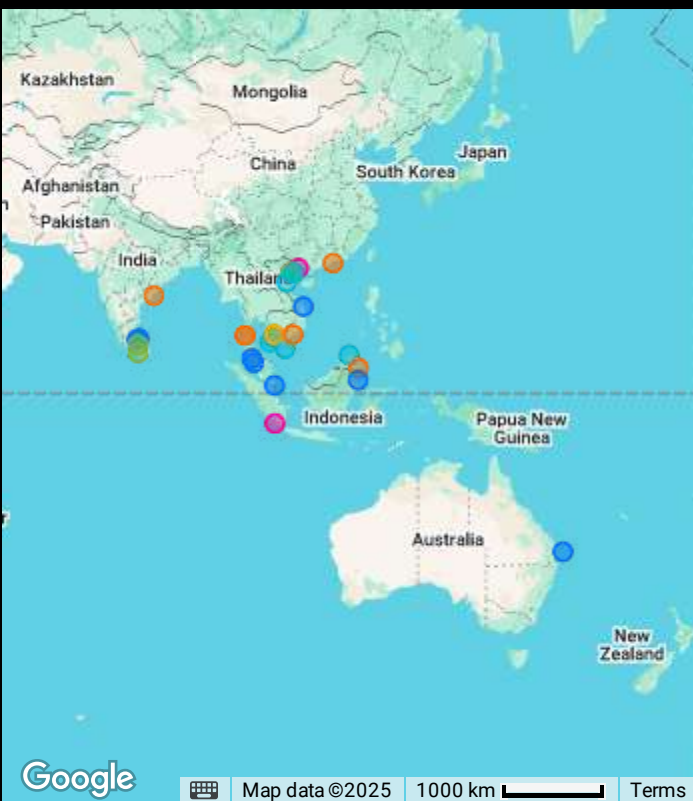 Kazakhstan
Mongolia
Japan
China
South Korea
Afghanistan
Pakistan
India
Thailan
Indonesia
Papua New
Guinea
Australia
New
Zealand
Google
Map data ©2025
1000 km
Terms